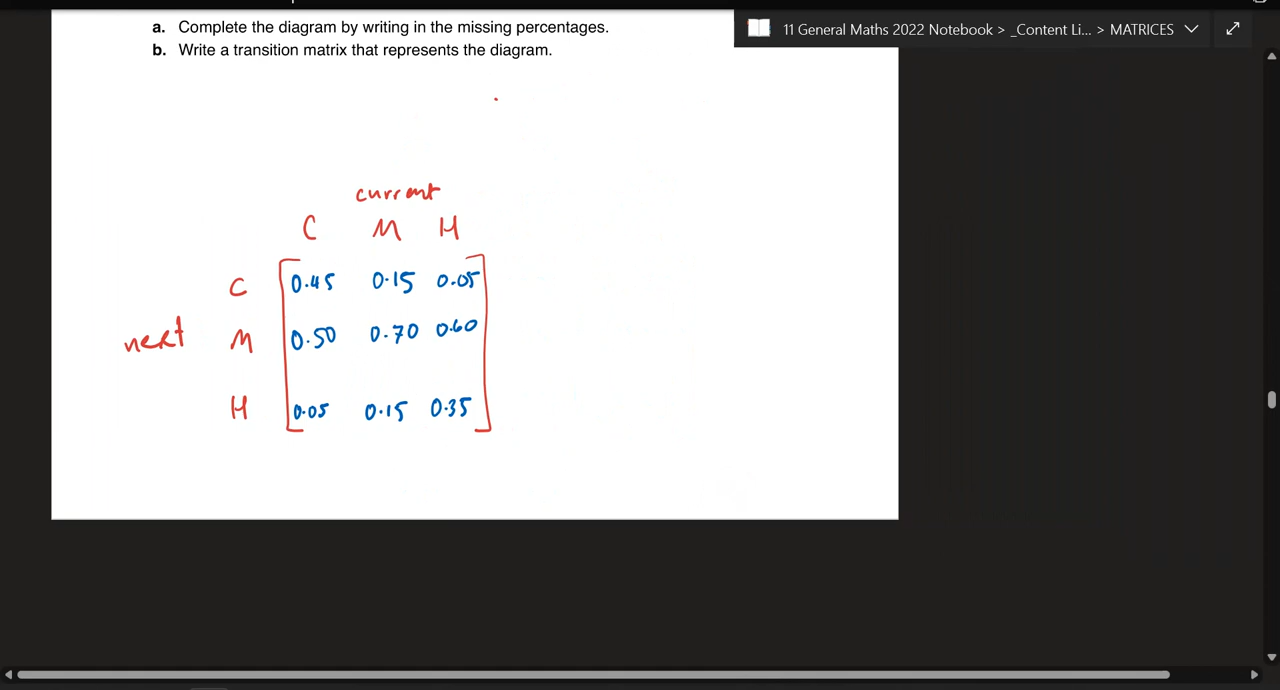 a. Complete the diagram by writing in the missing percentages.
b. Write a transition matrix that represents the diagram.
11 General Maths 2022 Notebook > _Content Li... > MATRICES
current
C M H
C 0.45 0.15 0.05
next M 0.50 0.70 0.60
H 0.05 0.15 0.35